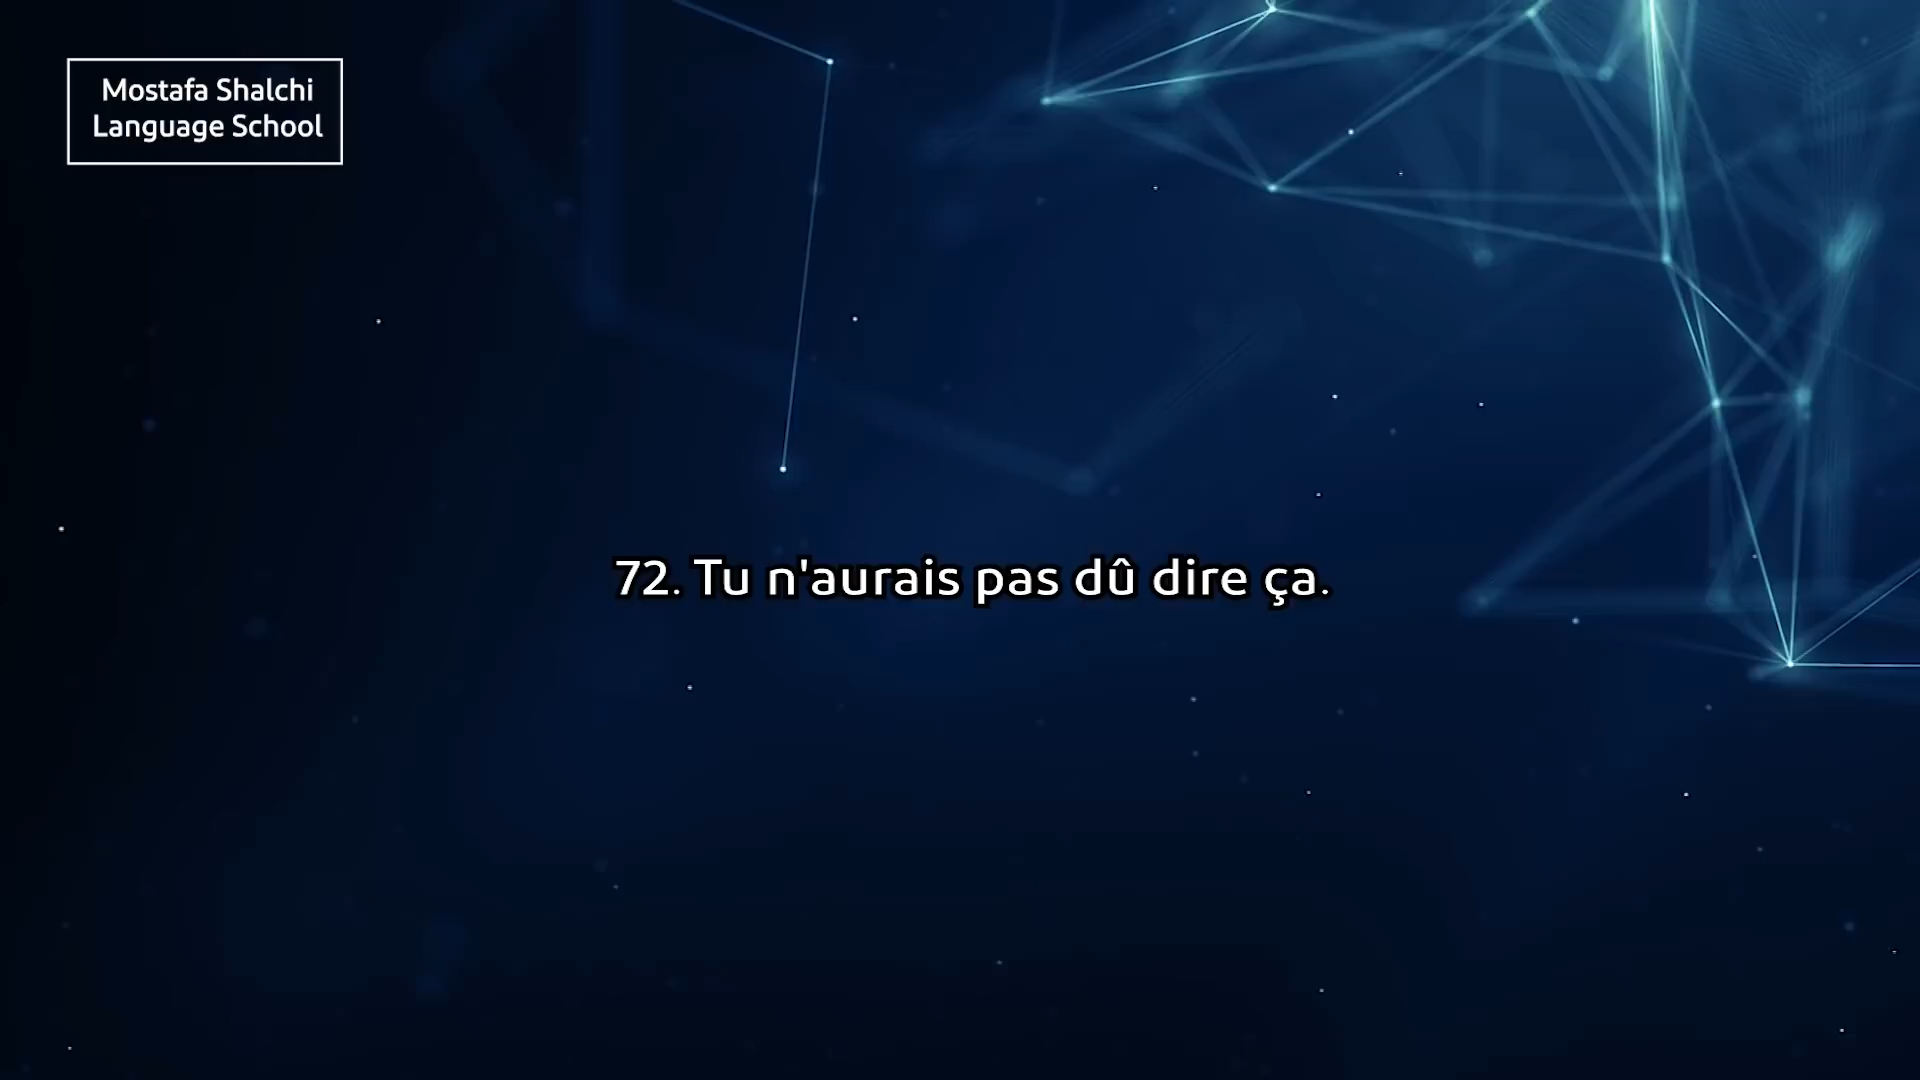 Mostafa Shalchi
Language School
72. Tu n'aurais pas dû dire ça.